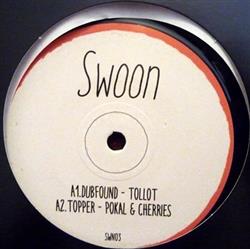 Swoon
A1.DUBFOUND - TOLLOT
A2.TOPPER - POKAL & CHERRIES
SWN03